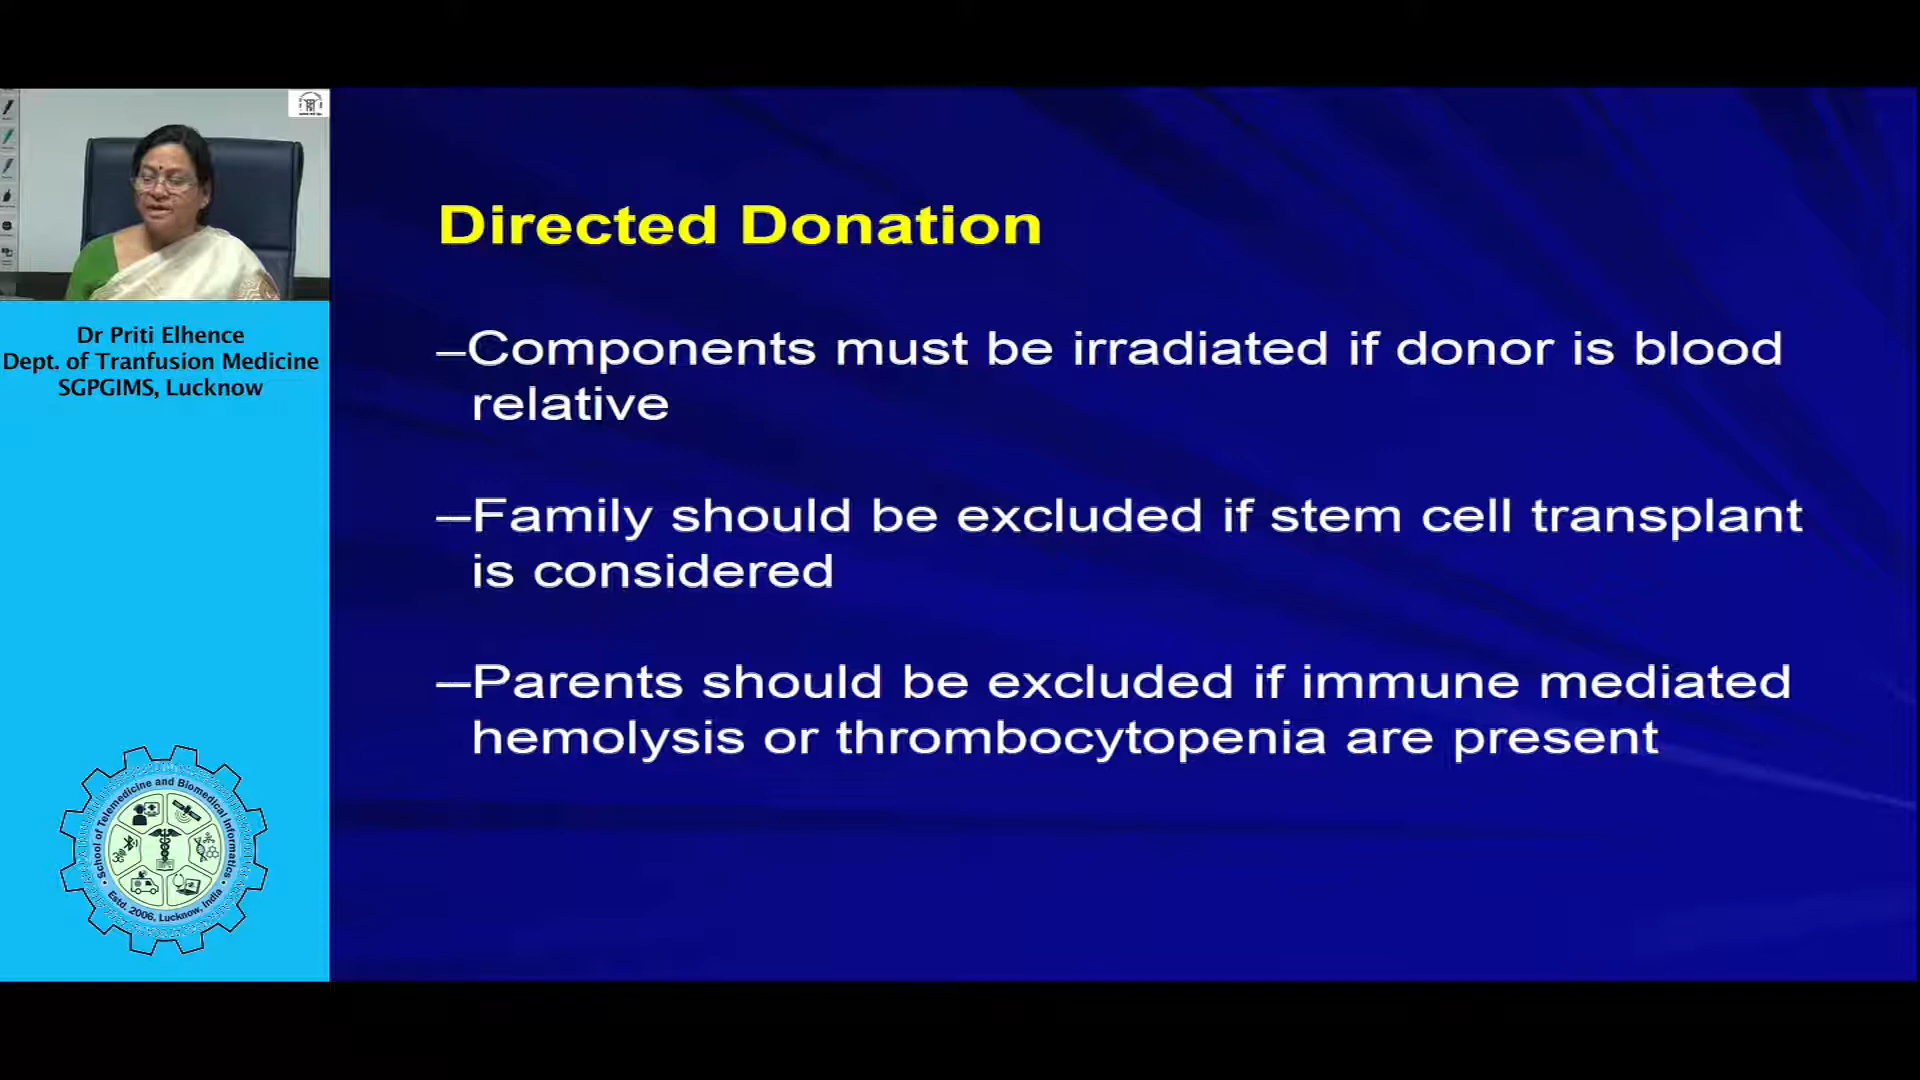 Dr Priti Elhence
Dept. of Tranfusion Medicine
SGPGIMS, Lucknow
School of Telemedicine and Biomedical Informatics
Estd. 2006, Lucknow, India
Directed Donation
–Components must be irradiated if donor is blood
relative
–Family should be excluded if stem cell transplant
is considered
–Parents should be excluded if immune mediated
hemolysis or thrombocytopenia are present